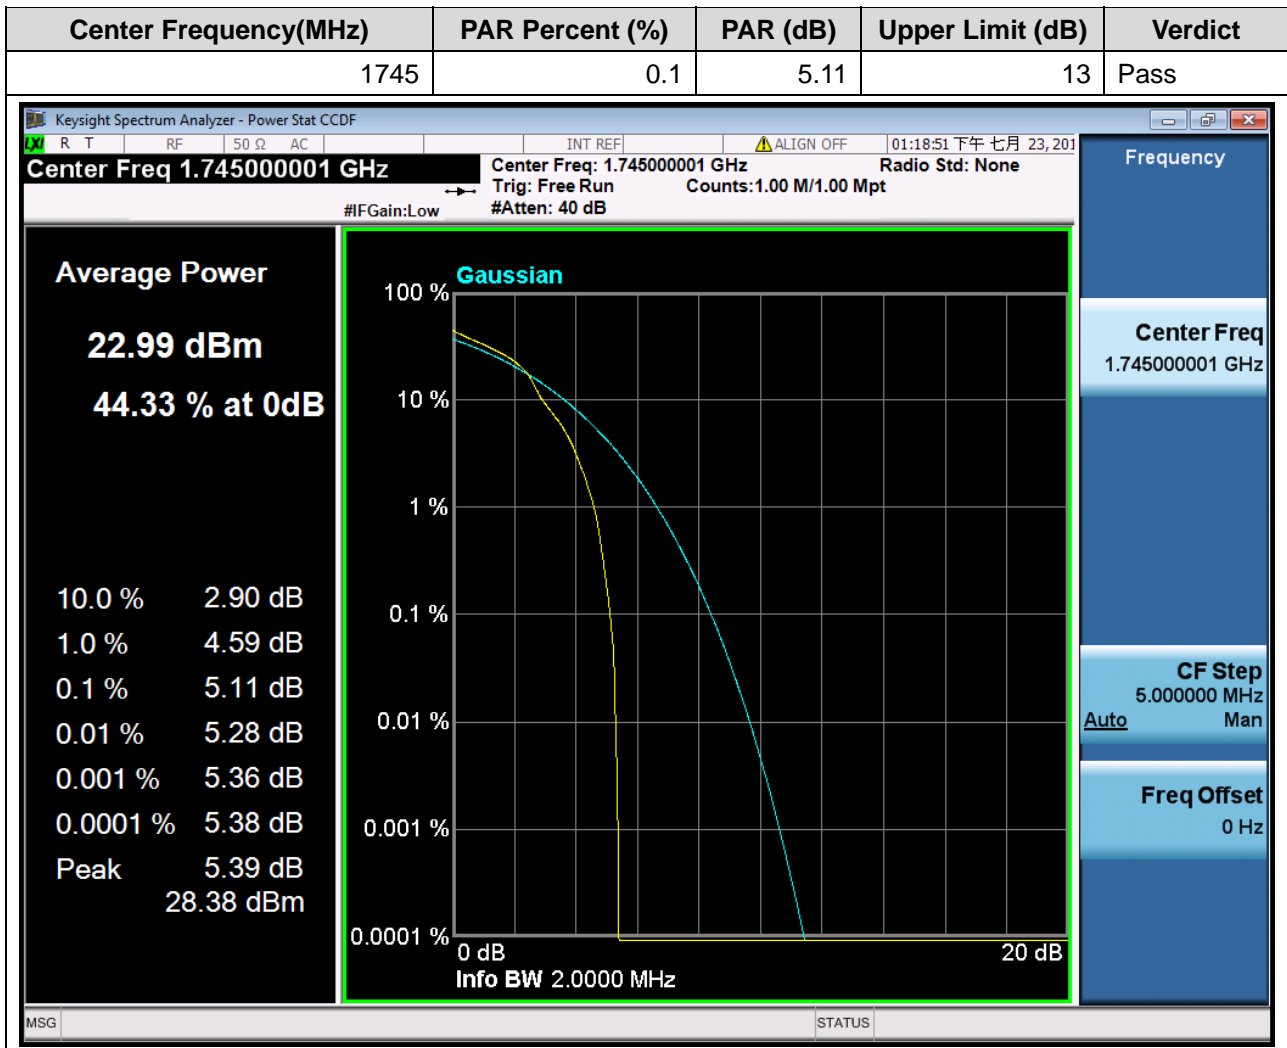 Center Frequency(MHz) PAR Percent (%) PAR (dB) Upper Limit (dB) Verdict
1745 0.1 5.11 13 Pass
Keysight Spectrum Analyzer - Power Stat CCDF
LXI R T RF 50 Ω AC INT REF ALIGN OFF 01:18:51 下午 七月 23, 201
Center Freq 1.745000001 GHz
Center Freq: 1.745000001 GHz Radio Std: None
Trig: Free Run Counts:1.00 M/1.00 Mpt
#IFGain:Low #Atten: 40 dB
Average Power
22.99 dBm
44.33 % at 0dB
10.0 % 2.90 dB
1.0 % 4.59 dB
0.1 % 5.11 dB
0.01 % 5.28 dB
0.001 % 5.36 dB
0.0001 % 5.38 dB
Peak 5.39 dB
28.38 dBm
Gaussian
100 %
10 %
1 %
0.1 %
0.01 %
0.001 %
0.0001 %
0 dB 20 dB
Info BW 2.0000 MHz
Frequency
Center Freq
1.745000001 GHz
CF Step
5.000000 MHz
Auto Man
Freq Offset
0 Hz
MSG STATUS